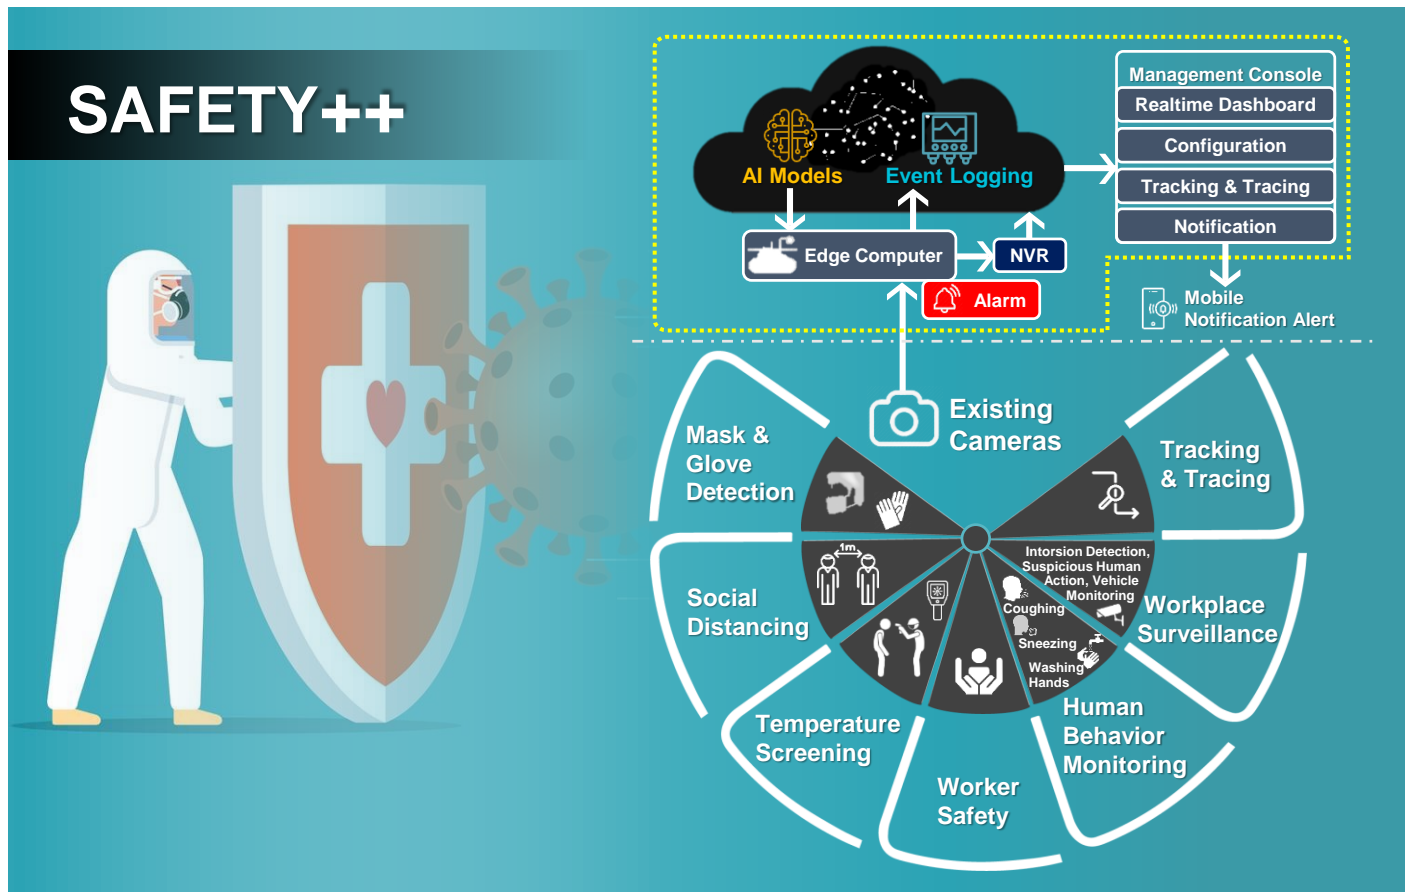 SAFETY++
Management Console
Realtime Dashboard
Configuration
Tracking & Tracing
Notification
AI Models
Event Logging
Edge Computer
NVR
Alarm
Mobile
Notification Alert
Existing
Cameras
Mask &
Glove
Detection
Tracking
& Tracing
1m
Social
Distancing
Intorsion Detection,
Suspicious Human
Action, Vehicle
Monitoring
Workplace
Surveillance
Coughing
Sneezing
Washing
Hands
Temperature
Screening
Human
Behavior
Monitoring
Worker
Safety